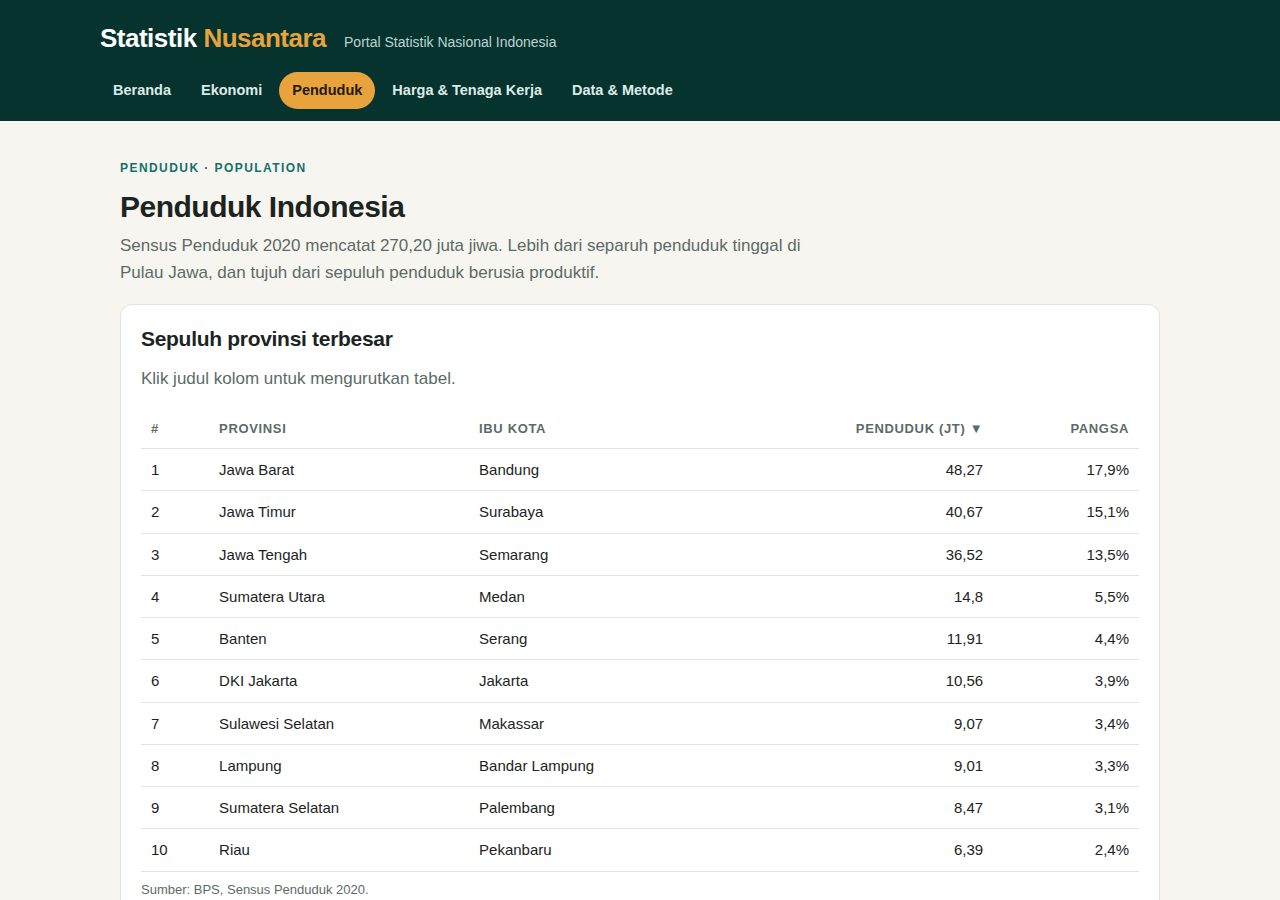 Statistik Nusantara Portal Statistik Nasional Indonesia
Beranda Ekonomi Penduduk Harga & Tenaga Kerja Data & Metode
PENDUDUK · POPULATION
Penduduk Indonesia
Sensus Penduduk 2020 mencatat 270,20 juta jiwa. Lebih dari separuh penduduk tinggal di
Pulau Jawa, dan tujuh dari sepuluh penduduk berusia produktif.
Sepuluh provinsi terbesar
Klik judul kolom untuk mengurutkan tabel.
# PROVINSI IBU KOTA PENDUDUK (JT) ▼ PANGSA
1 Jawa Barat Bandung 48,27 17,9%
2 Jawa Timur Surabaya 40,67 15,1%
3 Jawa Tengah Semarang 36,52 13,5%
4 Sumatera Utara Medan 14,8 5,5%
5 Banten Serang 11,91 4,4%
6 DKI Jakarta Jakarta 10,56 3,9%
7 Sulawesi Selatan Makassar 9,07 3,4%
8 Lampung Bandar Lampung 9,01 3,3%
9 Sumatera Selatan Palembang 8,47 3,1%
10 Riau Pekanbaru 6,39 2,4%
Sumber: BPS, Sensus Penduduk 2020.